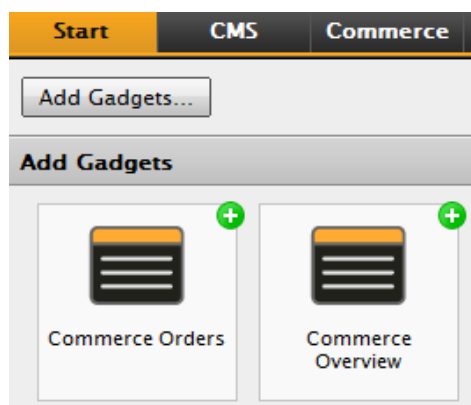 Start CMS Commerce
Add Gadgets...
Add Gadgets
Commerce Orders Commerce
Overview